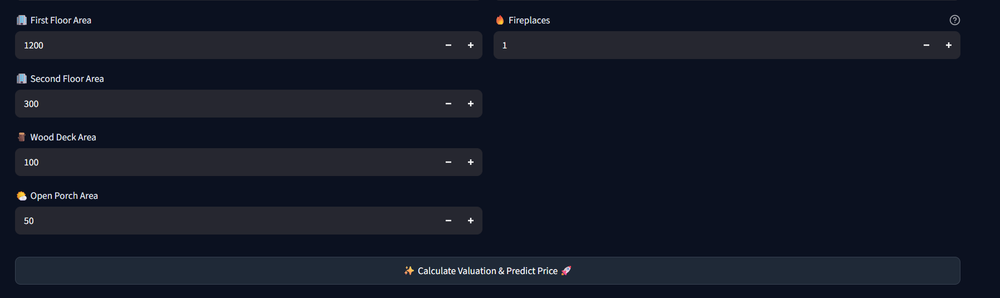 🏢 First Floor Area
1200
🔥 Fireplaces
1
🏢 Second Floor Area
300
🪵 Wood Deck Area
100
🌤️ Open Porch Area
50
✨ Calculate Valuation & Predict Price 🚀